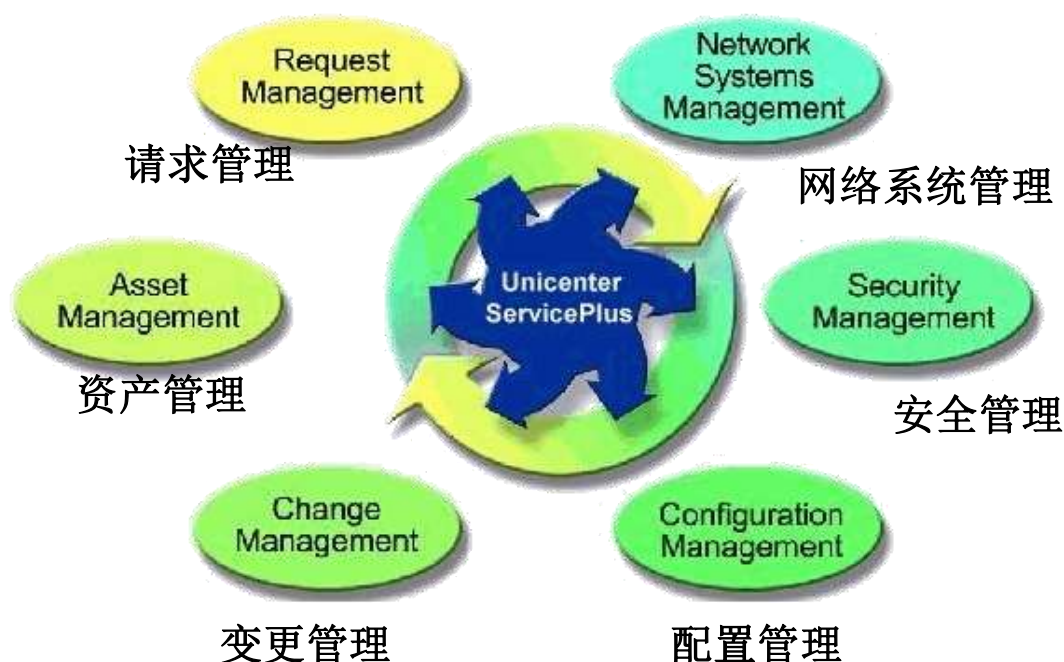 Request
Management
请求管理
Network
Systems
Management
网络系统管理
Asset
Management
资产管理
Unicenter
ServicePlus
Security
Management
安全管理
Change
Management
变更管理
Configuration
Management
配置管理